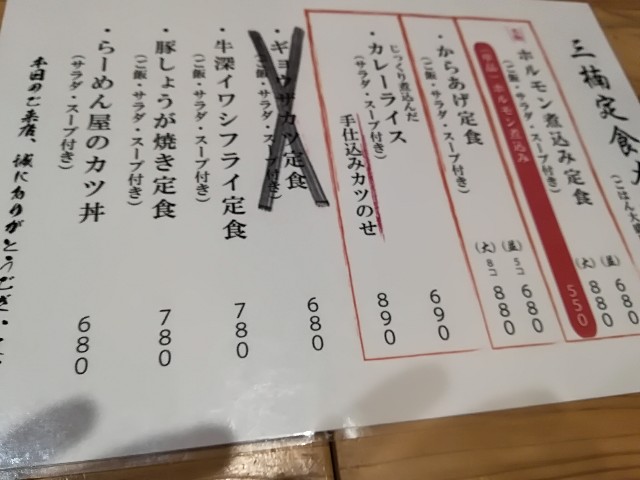 三楠定食
(ごはん大
ホルモン煮込み定食
(ご飯・サラダ・スープ付き)
(並) 680
(大) 880
(単品) ホルモン煮込み 550
からあげ定食
(ご飯・サラダ・スープ付き)
(並) 5コ 680
(大) 8コ 880
じっくり煮込んだ
カレーライス
(サラダ・スープ付き) 690
手仕込みカツのせ 890
・ギョウザカツ定食
(ご飯・サラダ・スープ付き) 680
・牛深イワシフライ定食
(ご飯・サラダ・スープ付き) 780
・豚しょうが焼き定食
(ご飯・サラダ・スープ付き) 780
・らーめん屋のカツ丼
(サラダ・スープ付き) 680
本日のご来店、誠にありがとうござい